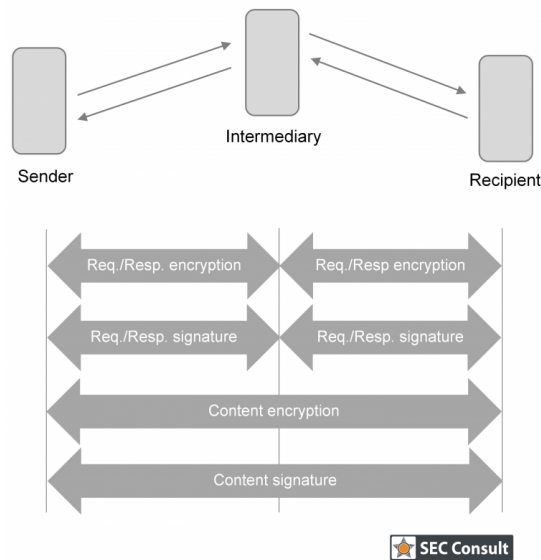 Intermediary
Sender
Recipient
Req./Resp. encryption
Req./Resp encryption
Req./Resp. signature
Req./Resp. signature
Content encryption
Content signature
SEC Consult